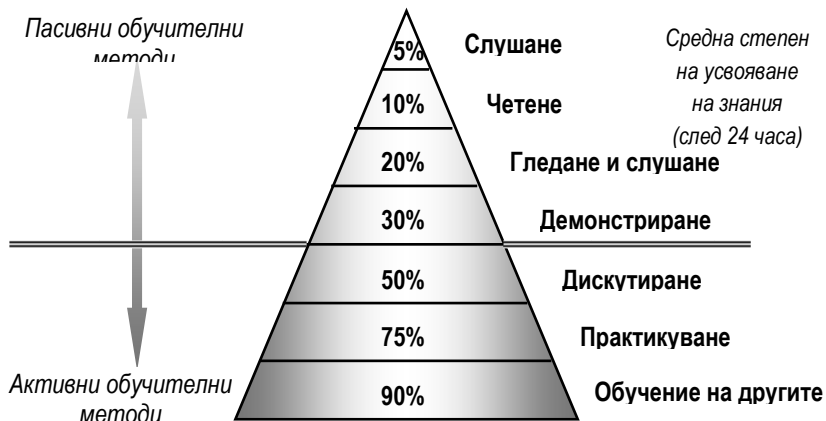 Пасивни обучителни
методи
Средна степен
на усвояване
на знания
(след 24 часа)
5% Слушане
10% Четене
20% Гледане и слушане
30% Демонстриране
50% Дискутиране
75% Практикуване
90% Обучение на другите
Активни обучителни
методи